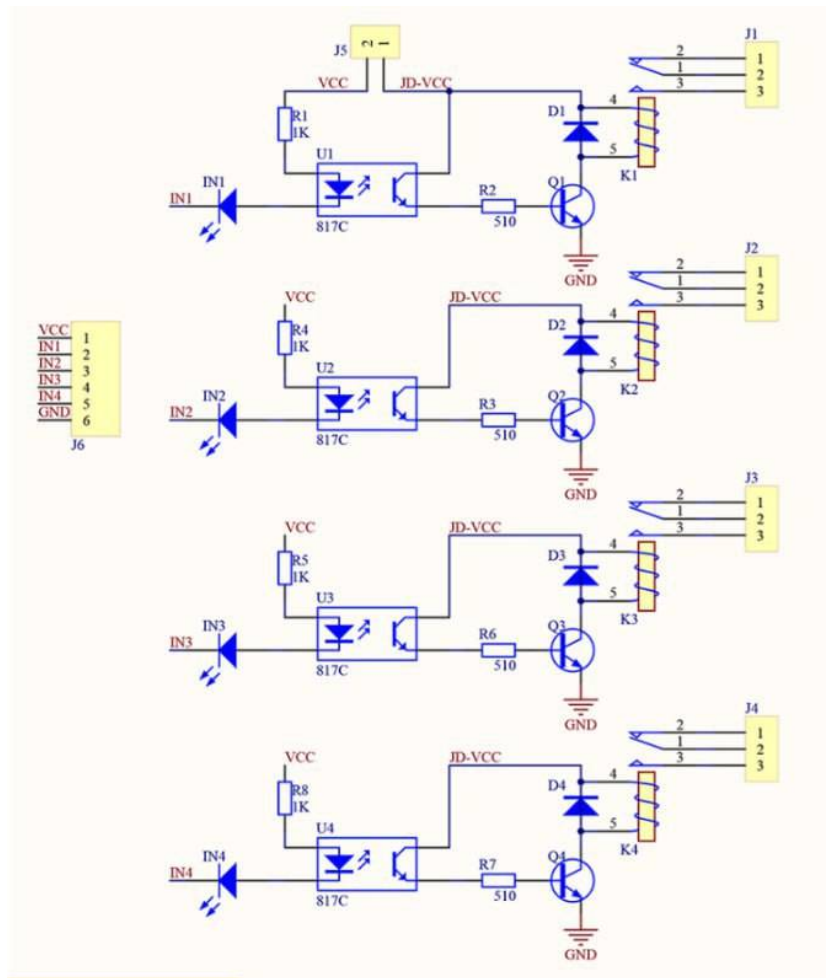 J5
2 1
VCC
JD-VCC
R1
1K
U1
817C
IN1
IN1
R2
510
Q1
D1
4
5
K1
GND
J1
2 1
1 2
3 3
VCC
R4
1K
U2
817C
IN2
IN2
JD-VCC
R3
510
Q2
D2
4
5
K2
GND
J2
2 1
1 2
3 3
VCC 1
IN1 2
IN2 3
IN3 4
IN4 5
GND 6
J6
VCC
R5
1K
U3
817C
IN3
IN3
JD-VCC
R6
510
Q3
D3
4
5
K3
GND
J3
2 1
1 2
3 3
VCC
R8
1K
U4
817C
IN4
IN4
JD-VCC
R7
510
Q4
D4
4
5
K4
GND
J4
2 1
1 2
3 3